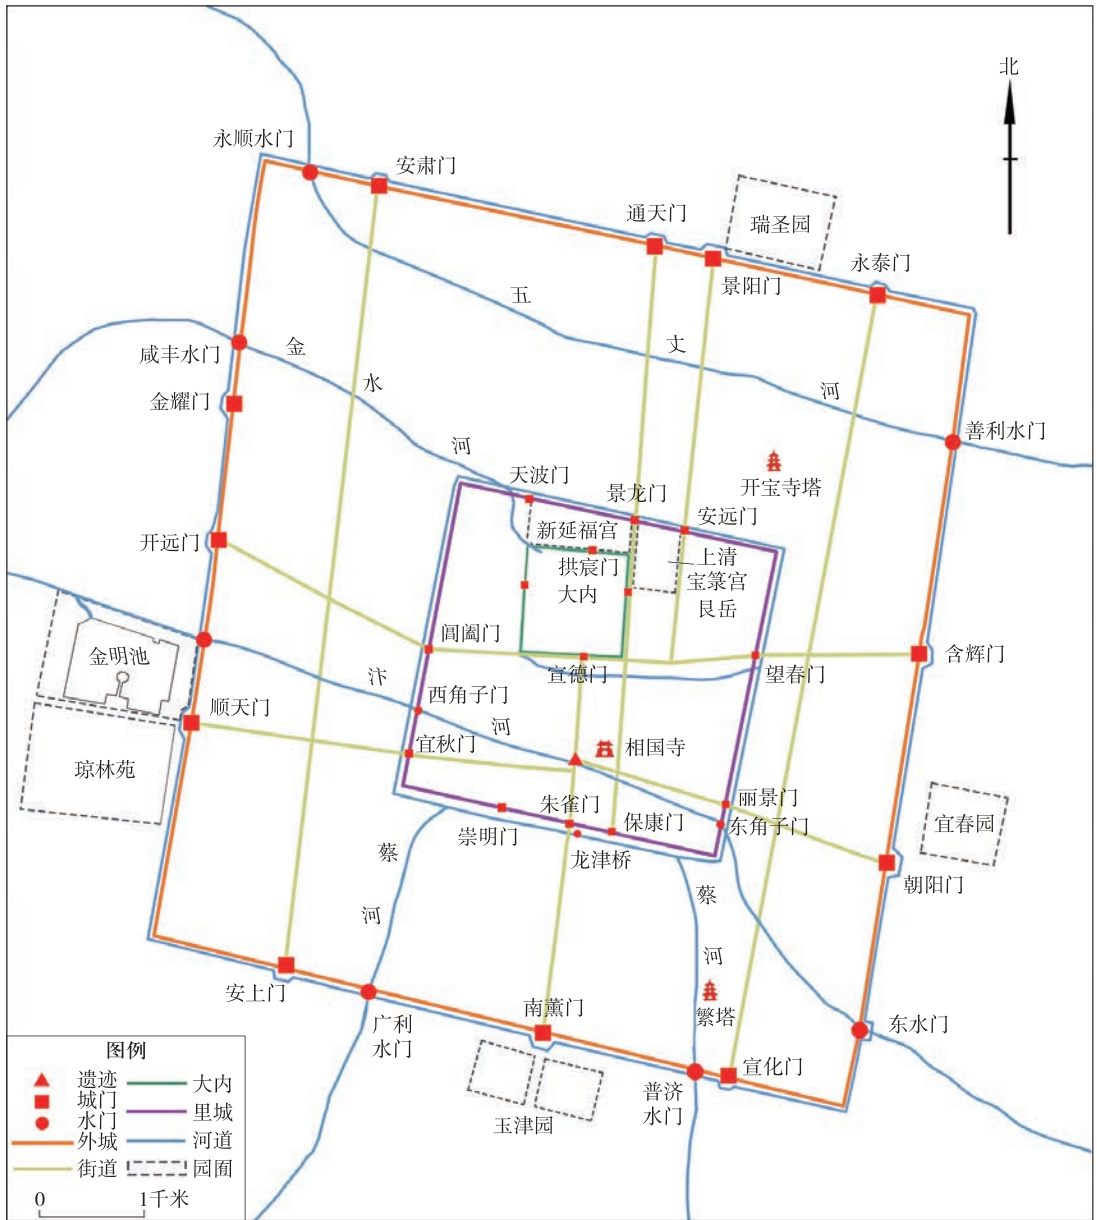 北
永顺水门
安肃门
通天门
瑞圣园
景阳门
永泰门
五
丈
河
咸丰水门
金
水
河
金耀门
善利水门
天波门
景龙门
开宝寺塔
安远门
新延福宫
开远门
拱宸门
上清
宝箓宫
艮岳
大内
金明池
阊阖门
宣德门
望春门
含辉门
西角子门
汴
河
顺天门
宜秋门
相国寺
琼林苑
朱雀门
保康门
丽景门
东角子门
崇明门
龙津桥
宜春园
蔡
河
朝阳门
蔡
河
安上门
南薰门
繁塔
东水门
广利
水门
宣化门
普济
水门
玉津园
图例
遗迹
大内
城门
里城
水门
外城
河道
街道
园囿
0
1千米